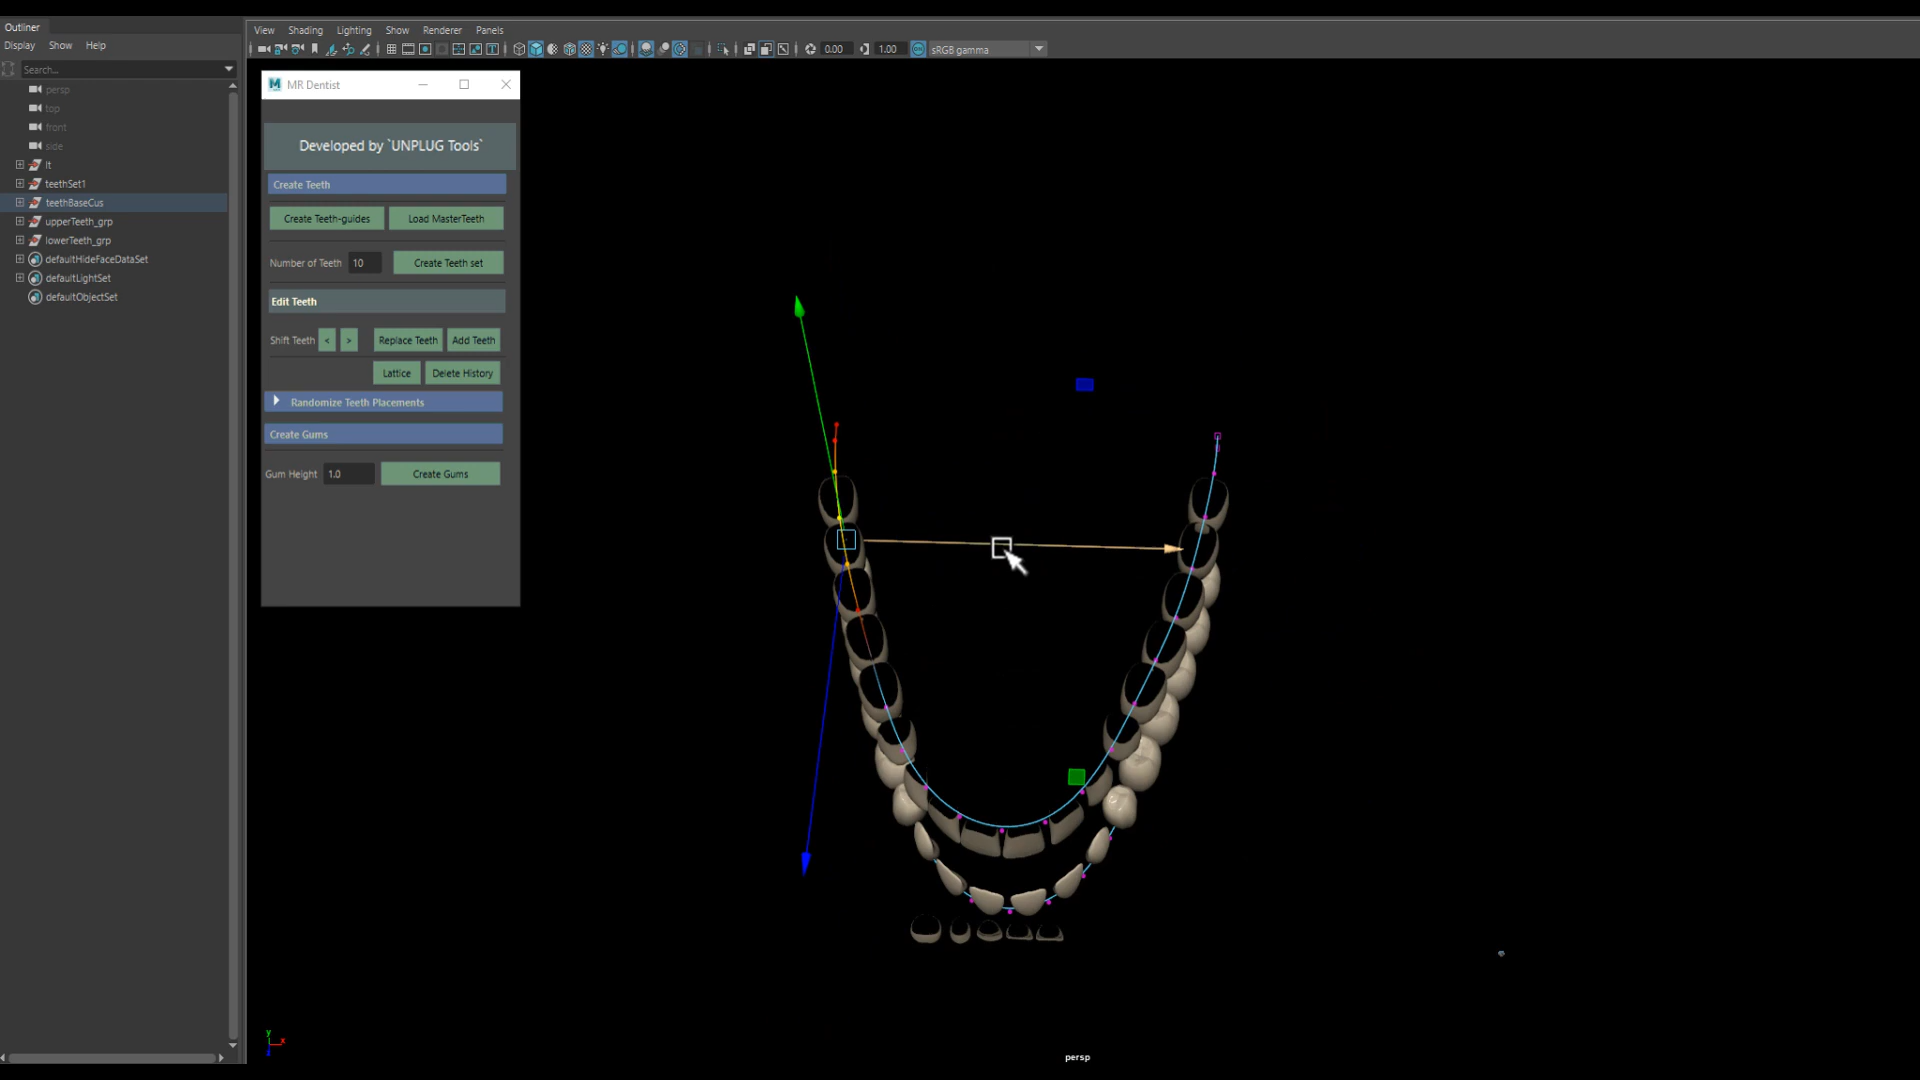 Outliner
Display Show Help
Search...
persp
top
front
side
lt
teethSet1
teethBaseCus
upperTeeth_grp
lowerTeeth_grp
defaultHideFaceDataSet
defaultLightSet
defaultObjectSet
View Shading Lighting Show Renderer Panels
0.00 1.00 ON sRGB gamma
M MR Dentist
Developed by `UNPLUG Tools`
Create Teeth
Create Teeth-guides Load MasterTeeth
Number of Teeth 10 Create Teeth set
Edit Teeth
Shift Teeth < > Replace Teeth Add Teeth
Lattice Delete History
Randomize Teeth Placements
Create Gums
Gum Height 1.0 Create Gums
y
x
persp